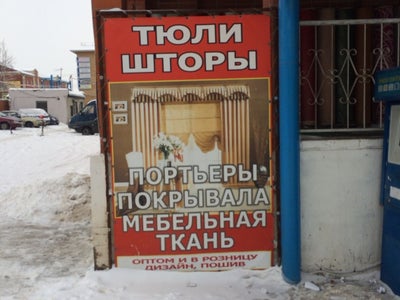 ТЮЛИ
ШТОРЫ
ПОРТЬЕРЫ
ПОКРЫВАЛА
МЕБЕЛЬНАЯ
ТКАНЬ
ОПТОМ И В РОЗНИЦУ
ДИЗАЙН, ПОШИВ